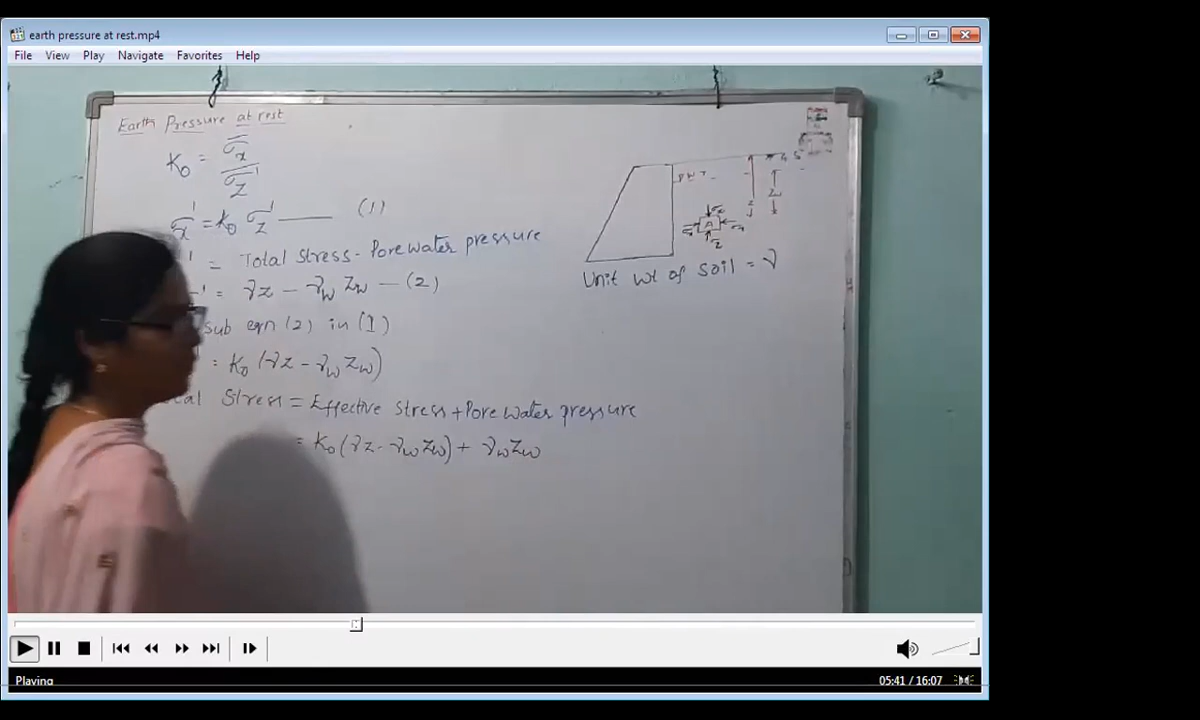 earth pressure at rest.mp4
File View Play Navigate Favorites Help
Earth Pressure at rest
K₀ = σ̅x / σz'
σx' = K₀ σz' —— (1)
' = Total Stress - Pore water pressure
' = γz - γw Zw — (2)
sub eqn (2) in (1)
= K₀ (γz - γw Zw)
Stress = Effective stress + Pore water pressure
= K₀ (γz - γw Zw) + γw Zw
Unit wt of soil = γ
Playing
05:41 / 16:07